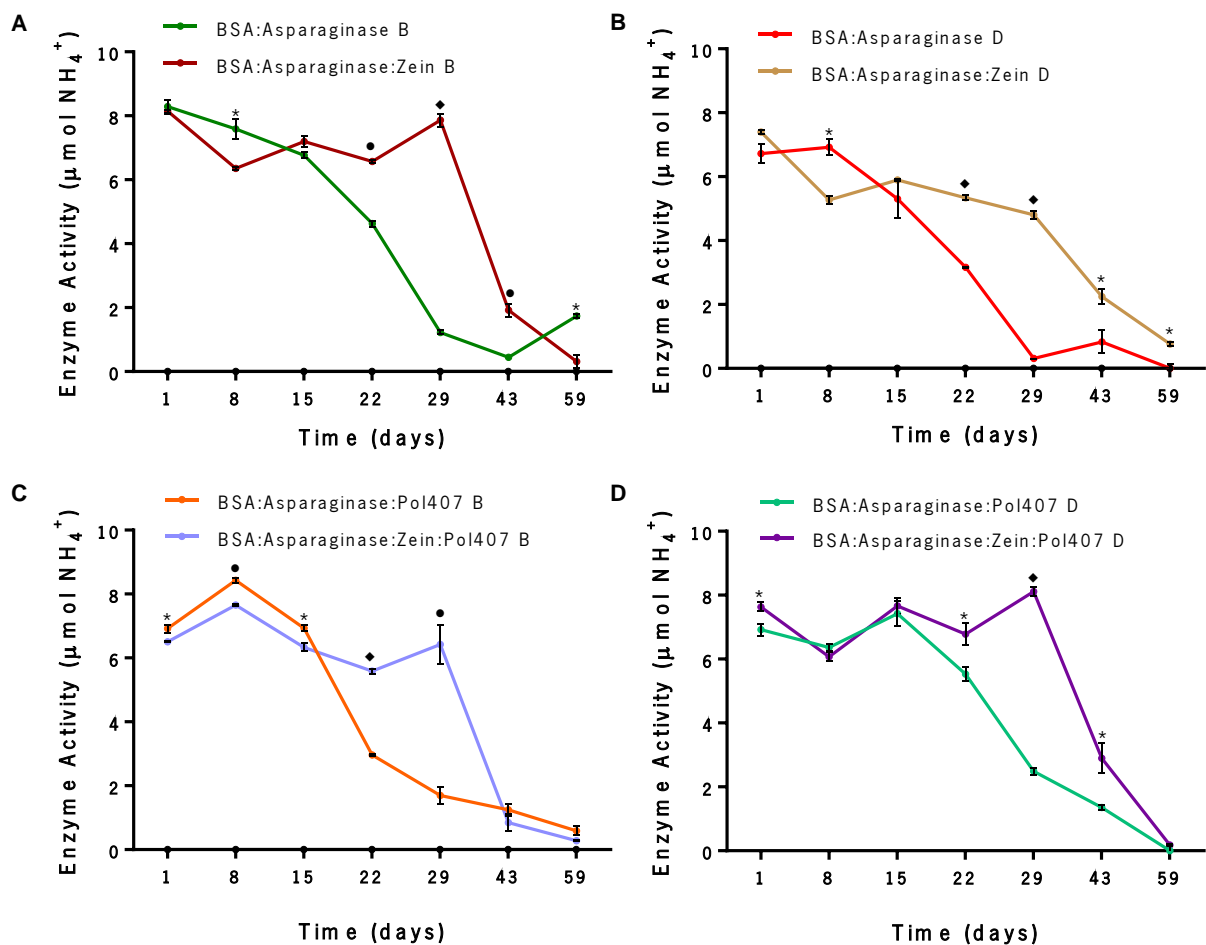 A
BSA:Asparaginase B
BSA:Asparaginase:Zein B
Enzyme Activity (μmol NH₄⁺)
10
8
6
4
2
0
*
●
◆
●
*
1 8 15 22 29 43 59
Time (days)
B
BSA:Asparaginase D
BSA:Asparaginase:Zein D
Enzyme Activity (μmol NH₄⁺)
10
8
6
4
2
0
*
◆
◆
*
*
1 8 15 22 29 43 59
Time (days)
C
BSA:Asparaginase:Pol407 B
BSA:Asparaginase:Zein:Pol407 B
Enzyme Activity (μmol NH₄⁺)
10
8
6
4
2
0
*
●
*
◆
●
1 8 15 22 29 43 59
Time (days)
D
BSA:Asparaginase:Pol407 D
BSA:Asparaginase:Zein:Pol407 D
Enzyme Activity (μmol NH₄⁺)
10
8
6
4
2
0
*
*
◆
*
1 8 15 22 29 43 59
Time (days)